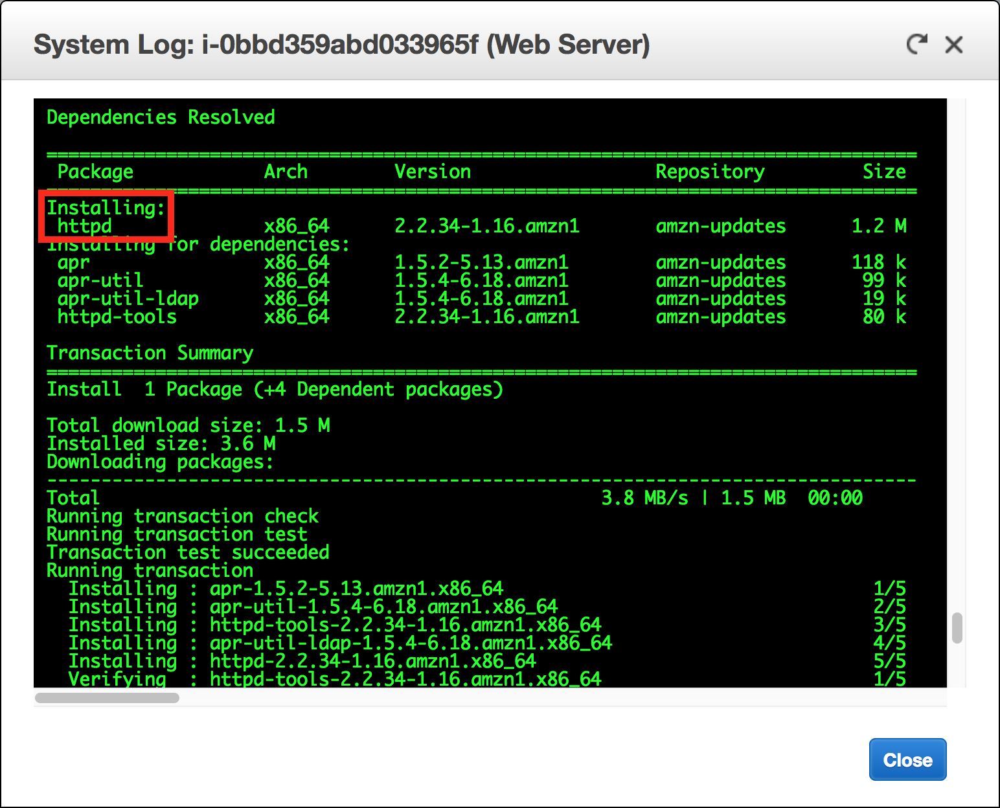 System Log: i-0bbd359abd033965f (Web Server)
Dependencies Resolved
================================================================================
Package Arch Version Repository Size
================================================================================
Installing:
httpd x86_64 2.2.34-1.16.amzn1 amzn-updates 1.2 M
Installing for dependencies:
apr x86_64 1.5.2-5.13.amzn1 amzn-updates 118 k
apr-util x86_64 1.5.4-6.18.amzn1 amzn-updates 99 k
apr-util-ldap x86_64 1.5.4-6.18.amzn1 amzn-updates 19 k
httpd-tools x86_64 2.2.34-1.16.amzn1 amzn-updates 80 k
Transaction Summary
================================================================================
Install 1 Package (+4 Dependent packages)
Total download size: 1.5 M
Installed size: 3.6 M
Downloading packages:
--------------------------------------------------------------------------------
Total 3.8 MB/s | 1.5 MB 00:00
Running transaction check
Running transaction test
Transaction test succeeded
Running transaction
Installing : apr-1.5.2-5.13.amzn1.x86_64 1/5
Installing : apr-util-1.5.4-6.18.amzn1.x86_64 2/5
Installing : httpd-tools-2.2.34-1.16.amzn1.x86_64 3/5
Installing : apr-util-ldap-1.5.4-6.18.amzn1.x86_64 4/5
Installing : httpd-2.2.34-1.16.amzn1.x86_64 5/5
Verifying : httpd-tools-2.2.34-1.16.amzn1.x86_64 1/5
Close